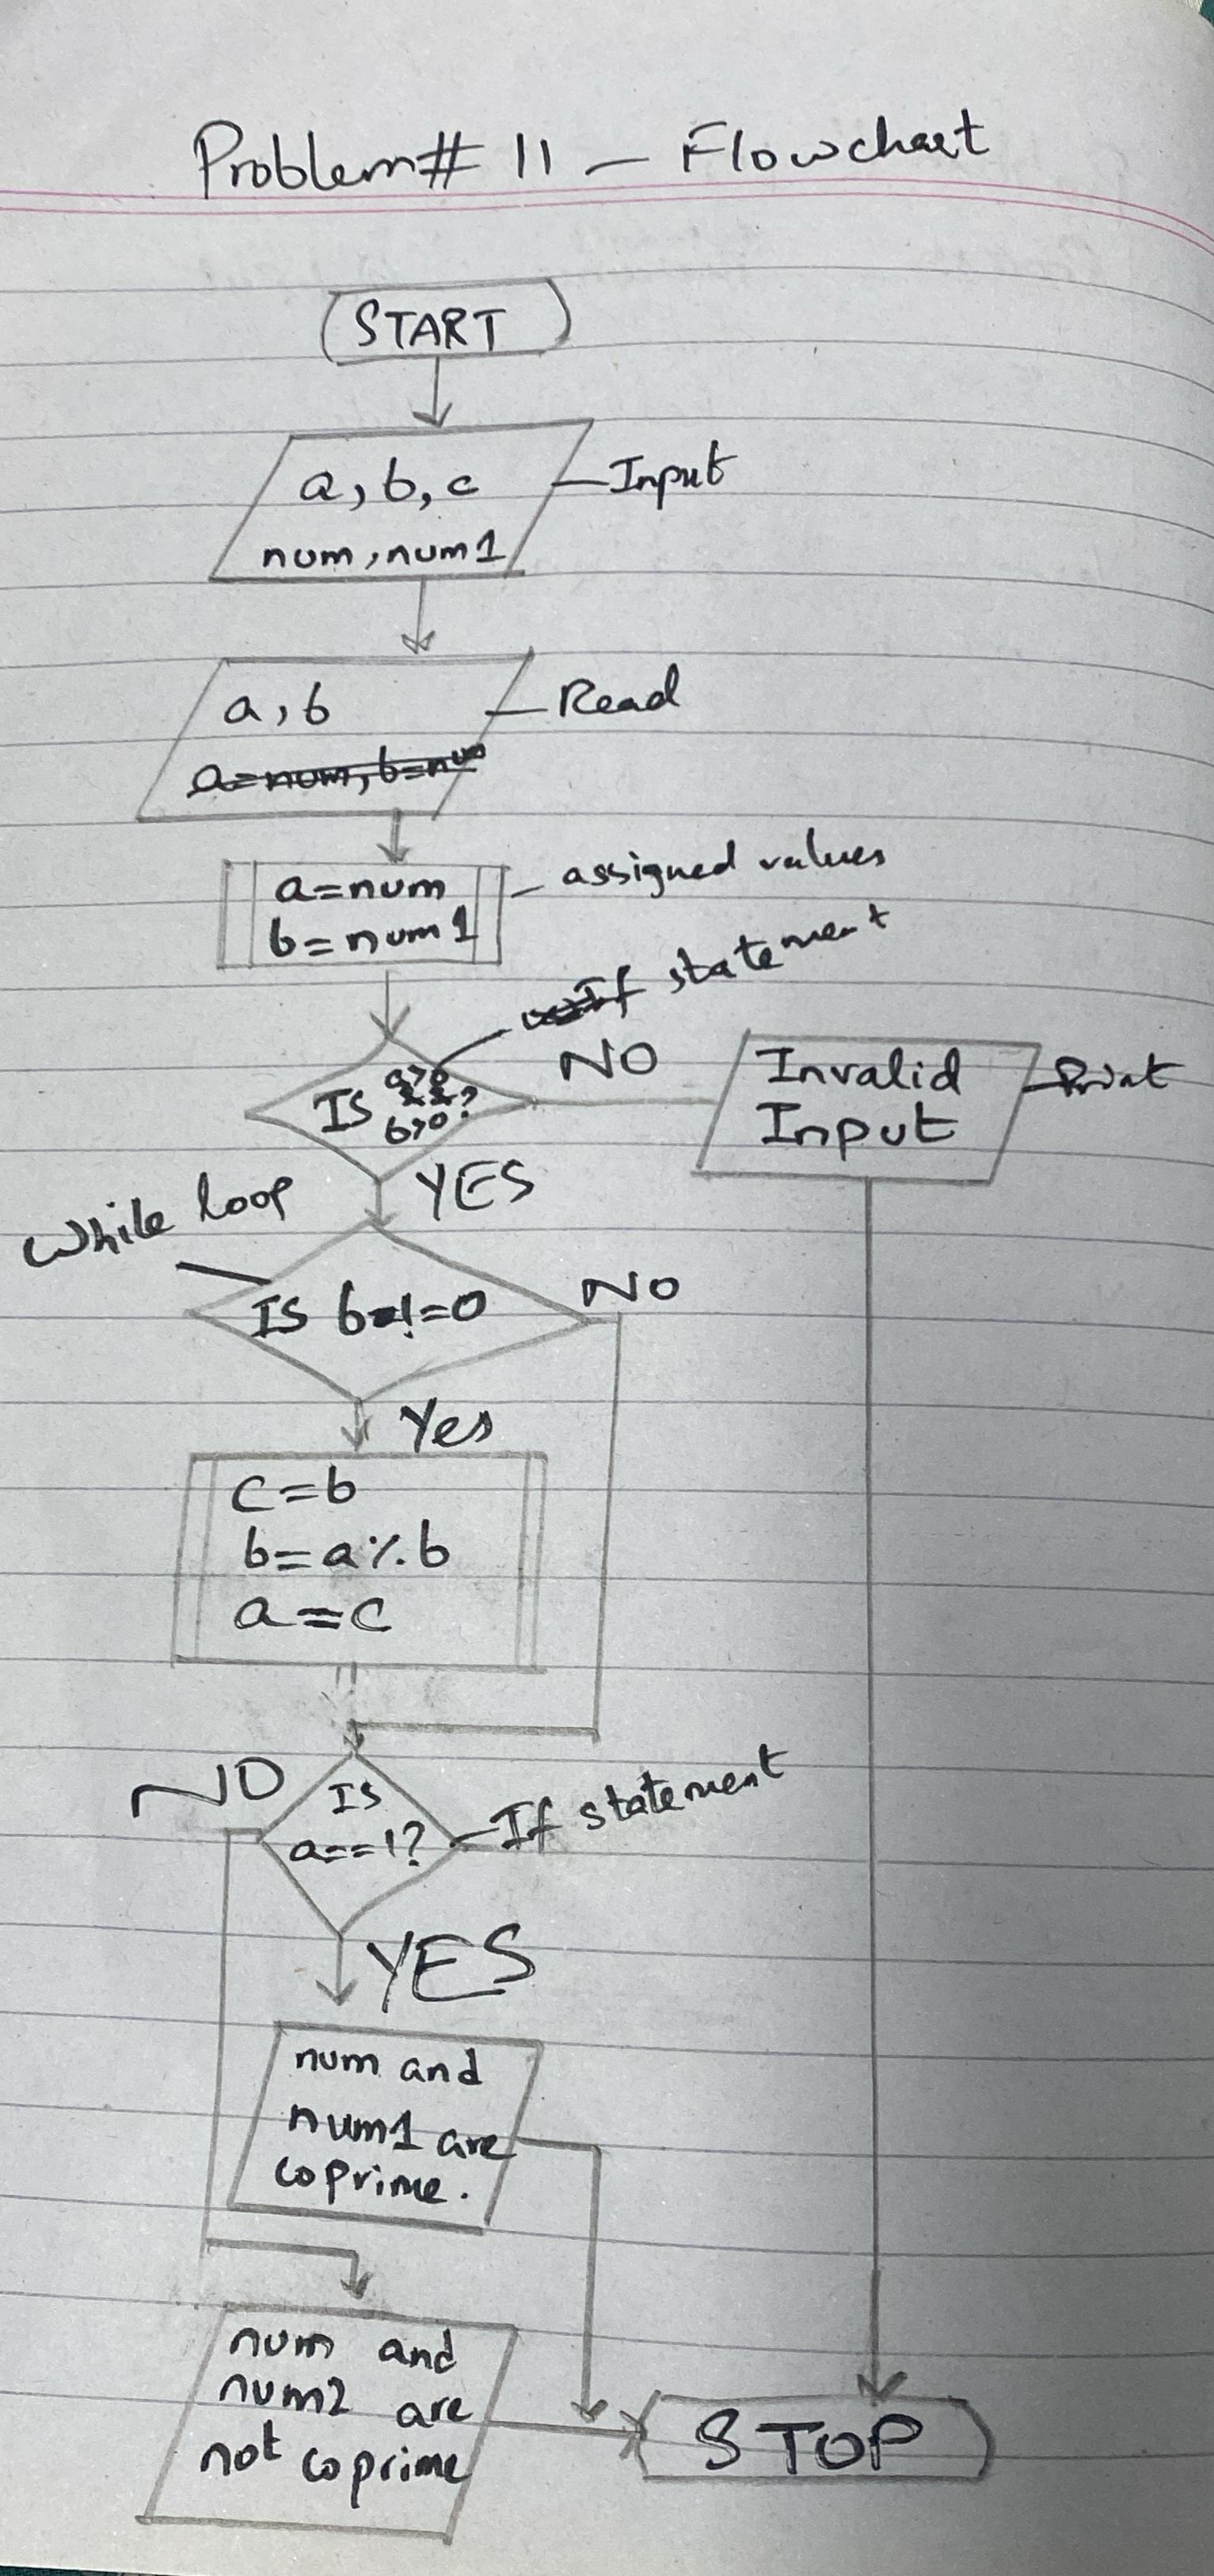 Problem# 11 - Flowchart
START
a, b, c
num, num1
Input
a, b
a=num, b=num
Read
a=num
b=num1
assigned values
If statement
Is a>0 && b>0?
NO
Invalid
Input
Print
YES
While loop
Is b!=0
NO
Yes
c=b
b=a%b
a=c
NO
Is
a==1?
If statement
YES
num and
num1 are
coprime.
num and
num2 are
not coprime
STOP